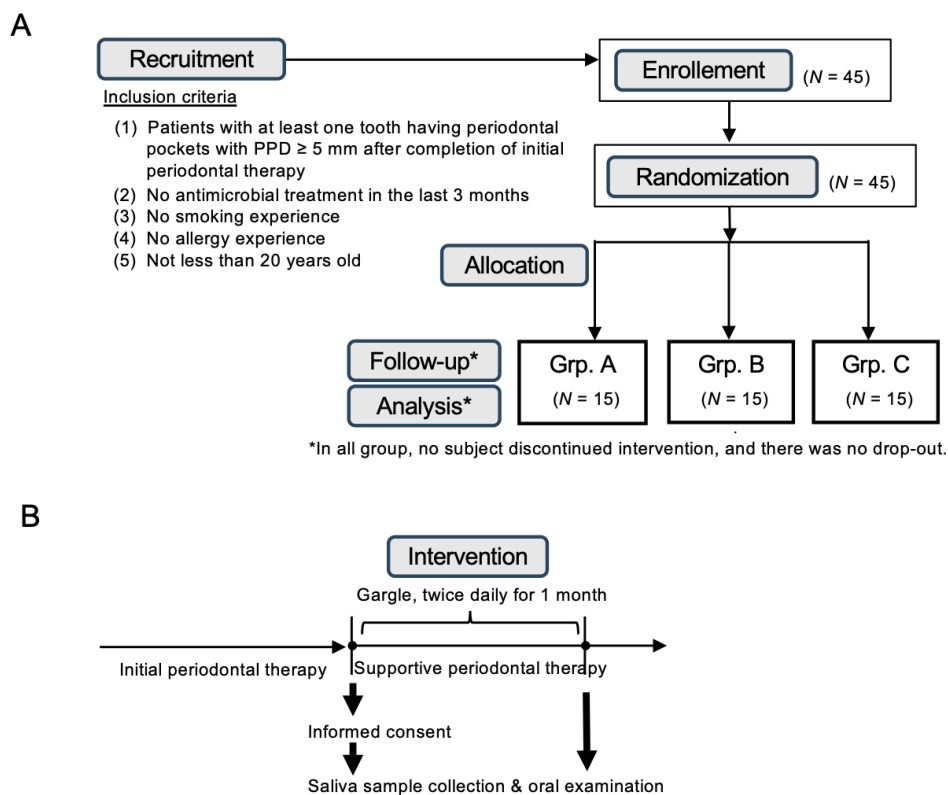 A
Recruitment
Enrollement (N = 45)
Inclusion criteria
(1) Patients with at least one tooth having periodontal
pockets with PPD ≥ 5 mm after completion of initial
periodontal therapy
(2) No antimicrobial treatment in the last 3 months
(3) No smoking experience
(4) No allergy experience
(5) Not less than 20 years old
Randomization (N = 45)
Allocation
Follow-up*
Analysis*
Grp. A
(N = 15)
Grp. B
(N = 15)
Grp. C
(N = 15)
*In all group, no subject discontinued intervention, and there was no drop-out.
B
Intervention
Gargle, twice daily for 1 month
Initial periodontal therapy
Supportive periodontal therapy
Informed consent
Saliva sample collection & oral examination